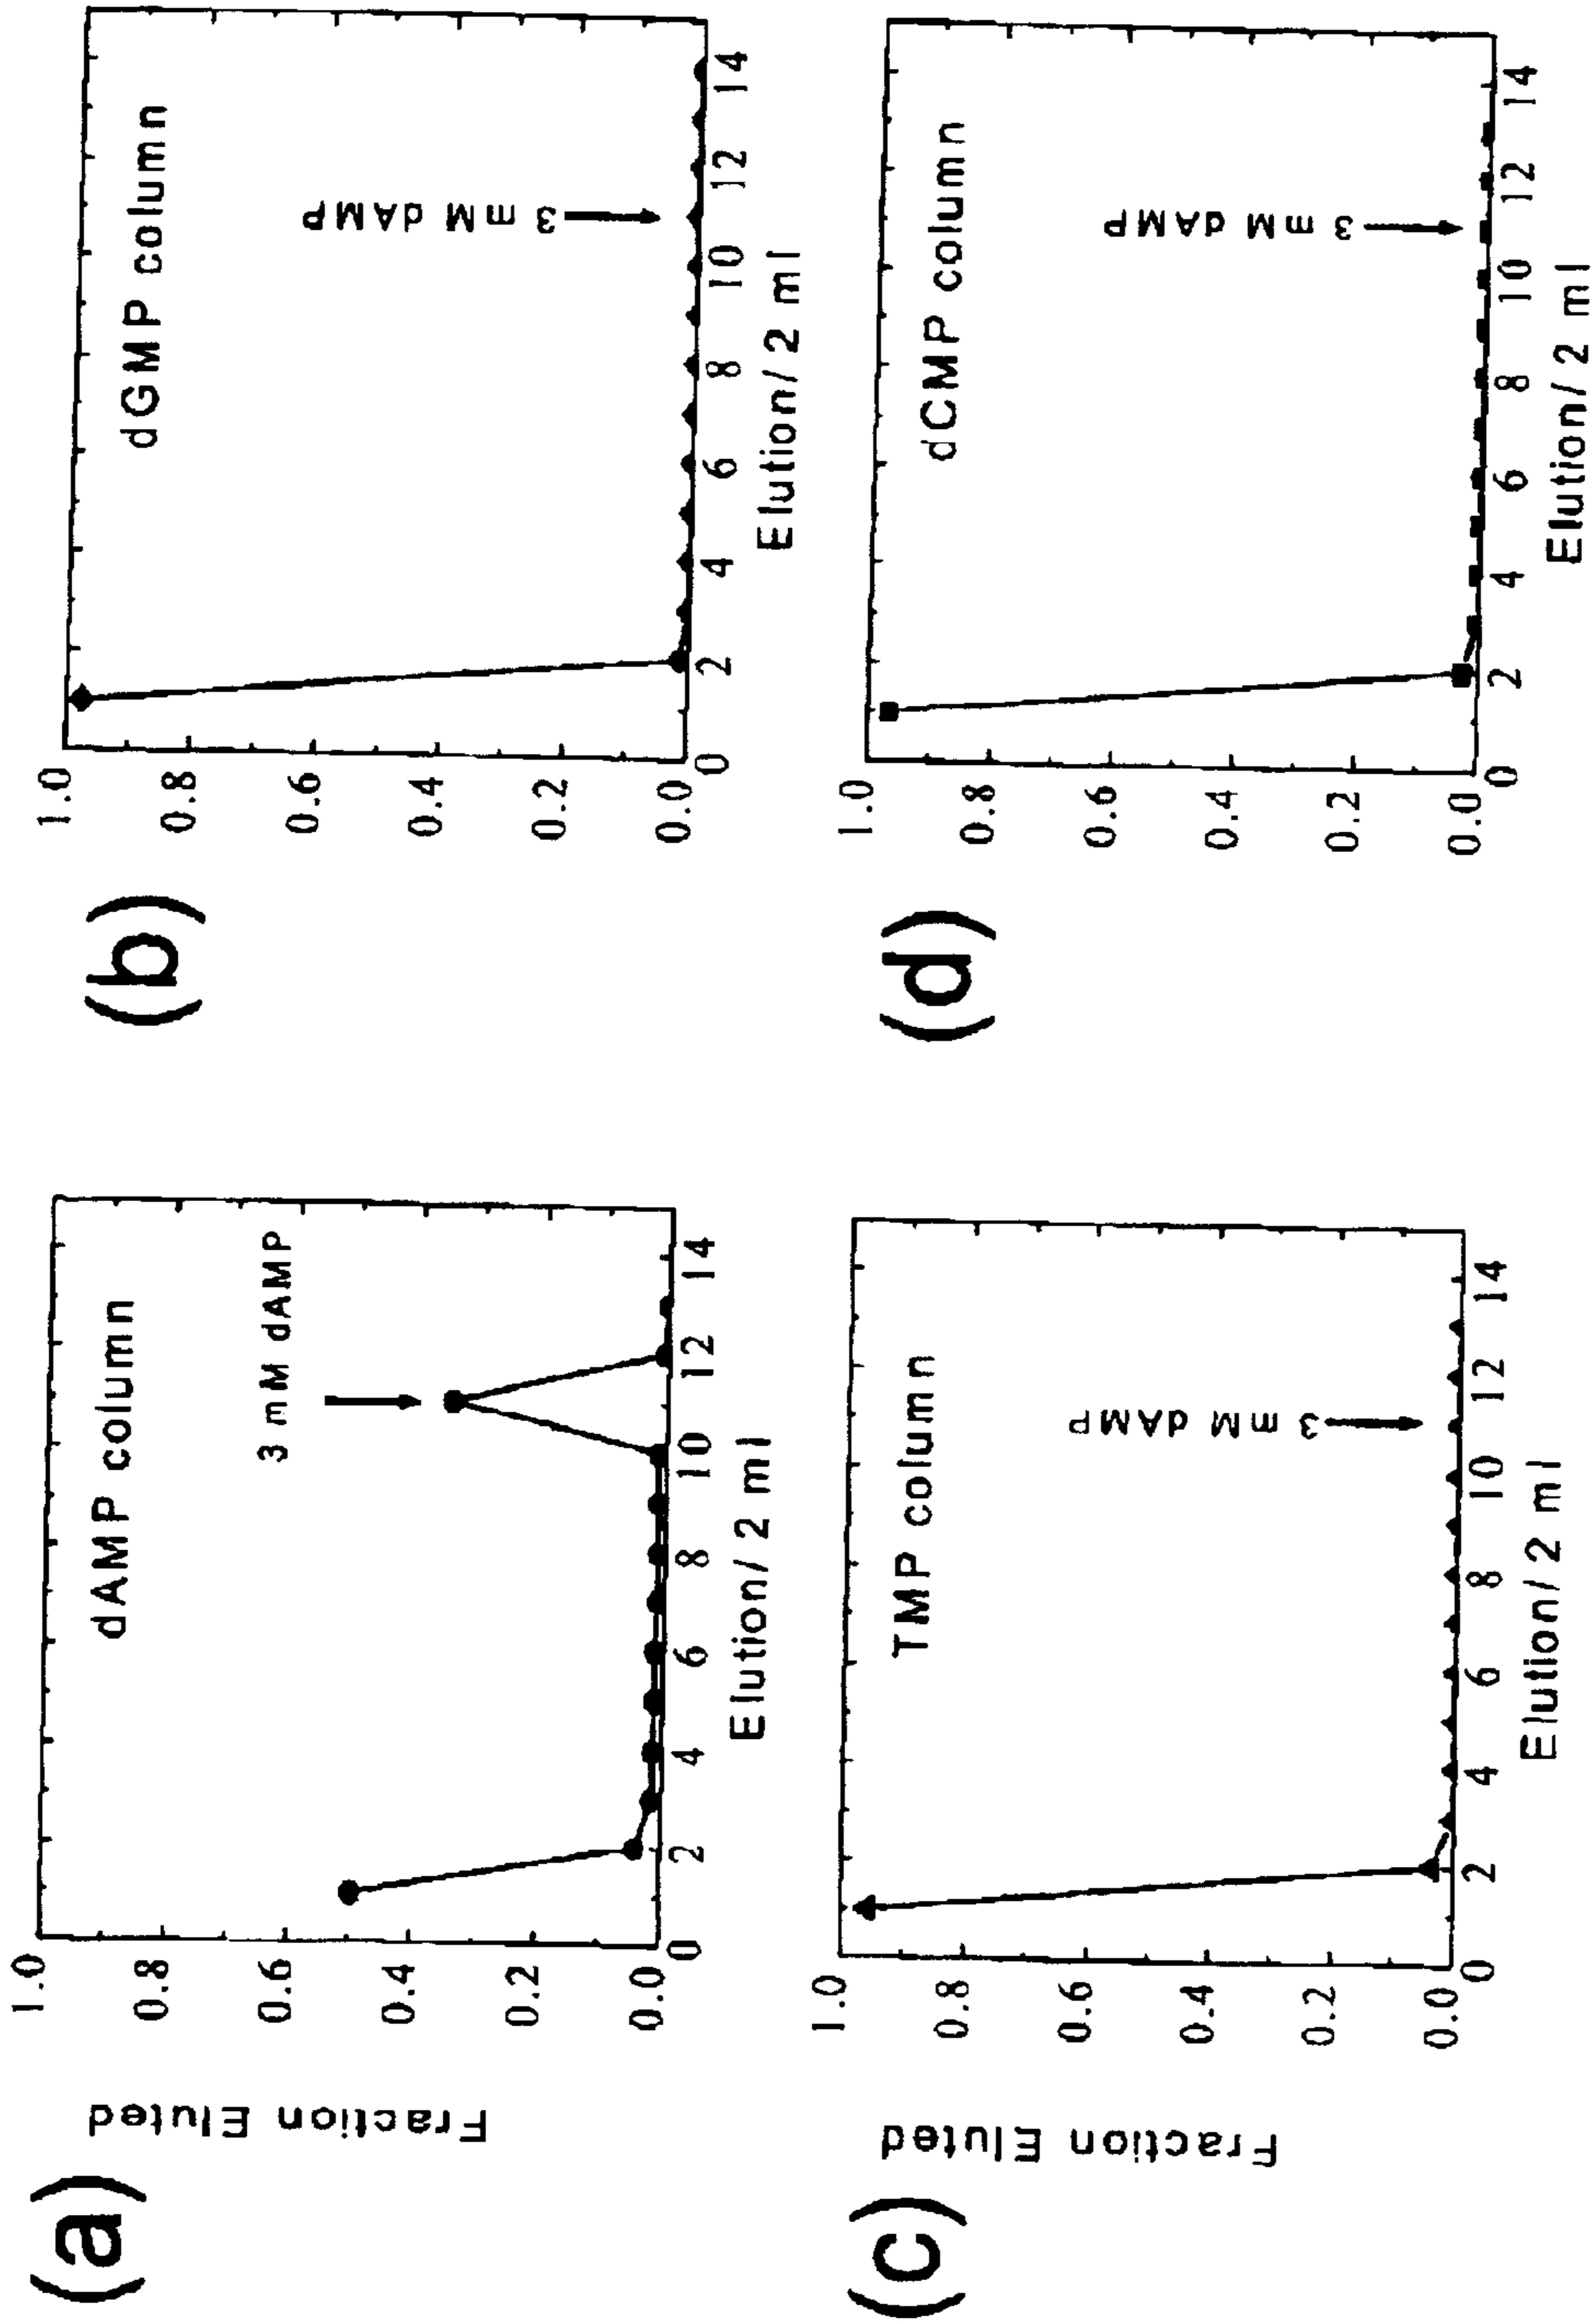 (a)
Fraction Eluted
1.0
0.8
0.6
0.4
0.2
0.0
dAMP column
3 mM dAMP
0 2 4 6 8 10 12 14
Elution/ 2 ml
(b)
1.0
0.8
0.6
0.4
0.2
0.0
dGMP column
3 mM dAMP
0 2 4 6 8 10 12 14
Elution/ 2 ml
(c)
Fraction Eluted
1.0
0.8
0.6
0.4
0.2
0.0
TMP column
3 mM dAMP
0 2 4 6 8 10 12 14
Elution/ 2 ml
(d)
1.0
0.8
0.6
0.4
0.2
0.0
dCMP column
3 mM dAMP
0 2 4 6 8 10 12 14
Elution/ 2 ml